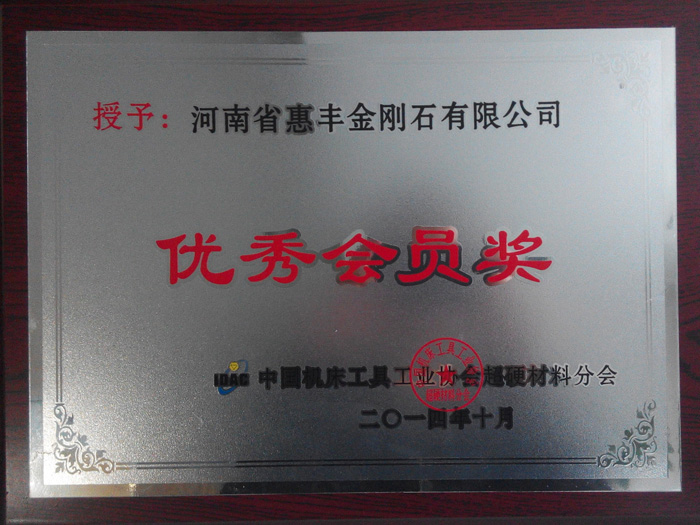 授予：河南省惠丰金刚石有限公司
优秀会员奖
IDAC 中国机床工具工业协会超硬材料分会
二〇一四年十月